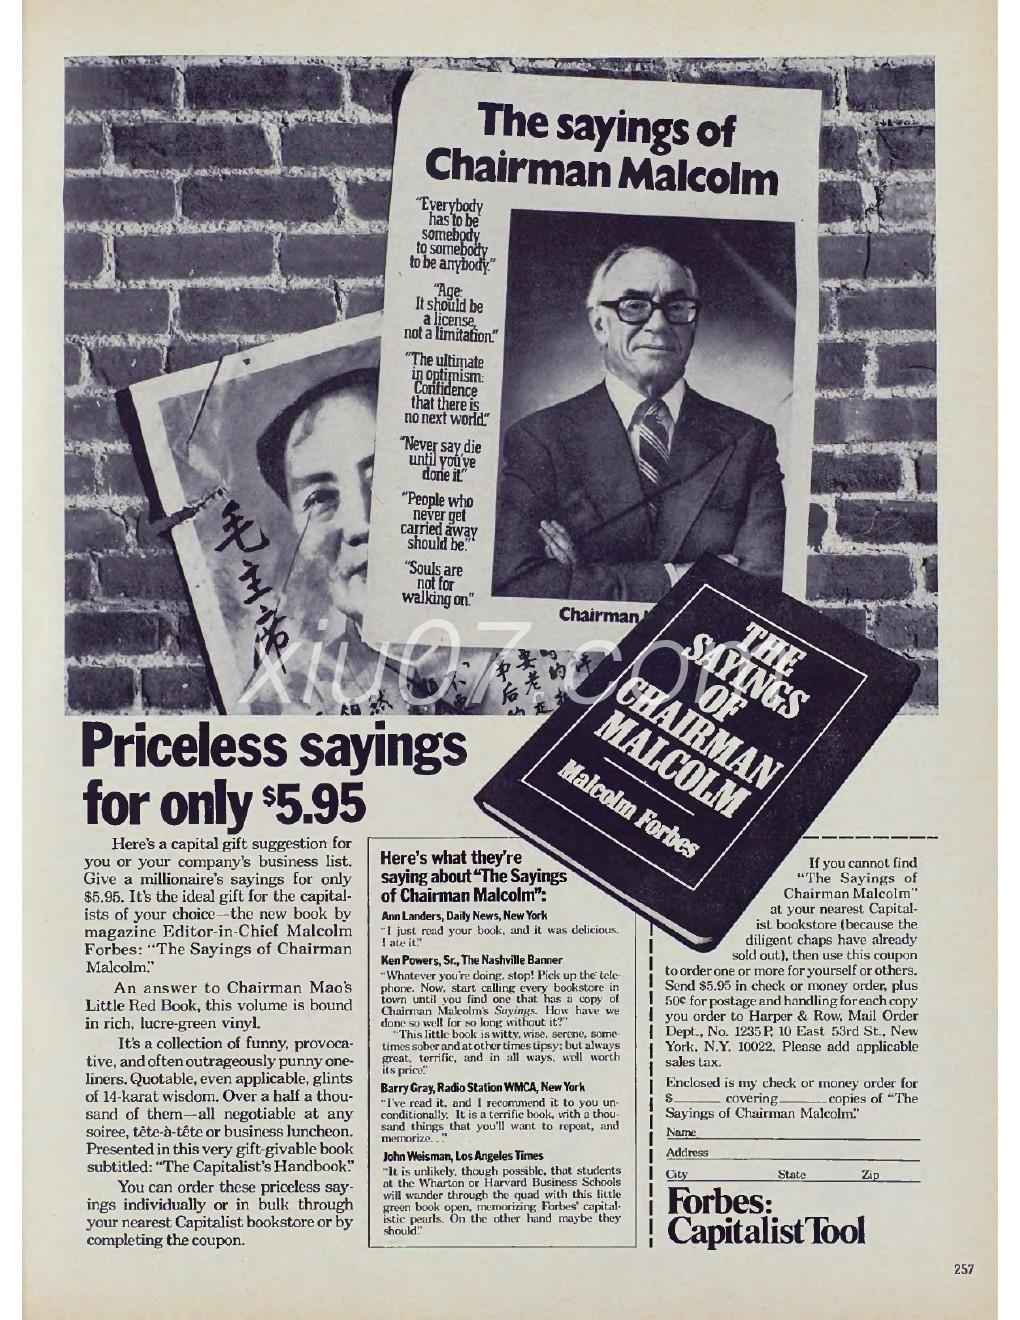 The sayings of
Chairman Malcolm
"Everybody
has to be
somebody
to somebody
to be anybody."
"Age:
It should be
a license,
not a limitation."
"The ultimate
in optimism:
Confidence
that there is
no next world."
"Never say die
until you've
done it."
"People who
never get
carried away
should be."
"Souls are
not for
walking on."
Chairman
毛
主
席
THE
SAYINGS
OF
CHAIRMAN
MALCOLM
Malcolm Forbes
xiu07.com
Priceless sayings
for only $5.95
Here's a capital gift suggestion for
you or your company's business list.
Give a millionaire's sayings for only
$5.95. It's the ideal gift for the capital-
ists of your choice—the new book by
magazine Editor-in-Chief Malcolm
Forbes: "The Sayings of Chairman
Malcolm."
An answer to Chairman Mao's
Little Red Book, this volume is bound
in rich, lucre-green vinyl.
It's a collection of funny, provoca-
tive, and often outrageously punny one-
liners. Quotable, even applicable, glints
of 14-karat wisdom. Over a half a thou-
sand of them—all negotiable at any
soiree, tête-à-tête or business luncheon.
Presented in this very gift-givable book
subtitled: "The Capitalist's Handbook."
You can order these priceless say-
ings individually or in bulk through
your nearest Capitalist bookstore or by
completing the coupon.
Here's what they're
saying about "The Sayings
of Chairman Malcolm":
Ann Landers, Daily News, New York
"I just read your book, and it was delicious.
I ate it."
Ken Powers, Sr., The Nashville Banner
"Whatever you're doing, stop! Pick up the tele-
phone. Now, start calling every bookstore in
town until you find one that has a copy of
Chairman Malcolm's Sayings. How have we
done so well for so long without it?"
"This little book is witty, wise, serene, some-
times sober and at other times tipsy; but always
great, terrific, and in all ways, well worth
its price."
Barry Gray, Radio Station WMCA, New York
"I've read it, and I recommend it to you un-
conditionally. It is a terrific book, with a thou-
sand things that you'll want to repeat, and
memorize..."
John Weisman, Los Angeles Times
"It is unlikely, though possible, that students
at the Wharton or Harvard Business Schools
will wander through the quad with this little
green book open, memorizing Forbes' capital-
istic pearls. On the other hand maybe they
should."
If you cannot find
"The Sayings of
Chairman Malcolm"
at your nearest Capital-
ist bookstore (because the
diligent chaps have already
sold out), then use this coupon
to order one or more for yourself or others.
Send $5.95 in check or money order, plus
50¢ for postage and handling for each copy
you order to Harper & Row, Mail Order
Dept., No. 1235P, 10 East 53rd St., New
York, N.Y. 10022. Please add applicable
sales tax.
Enclosed is my check or money order for
$______ covering______copies of "The
Sayings of Chairman Malcolm."
Name
Address
City State Zip
Forbes:
Capitalist Tool
257